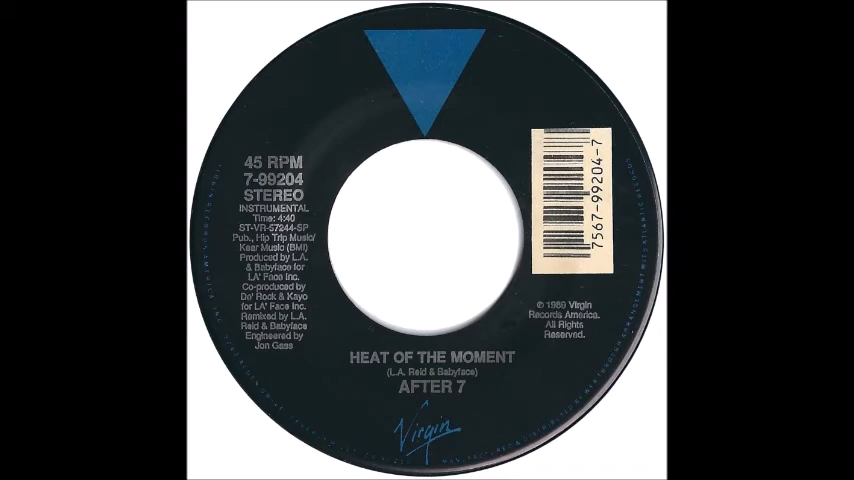 45 RPM
7-99204
STEREO
INSTRUMENTAL
Time: 4:40
ST-VR-57244-SP
Pub., Hip Trip Music/
Kear Music (BMI)
Produced by L.A.
& Babyface for
LA' Face Inc.
Co-produced by
De' Rock & Kayo
for LA' Face Inc.
Remixed by L.A.
Reid & Babyface
Engineered by
Jon Gass
7567-99204-7
© 1989 Virgin
Records America.
All Rights
Reserved.
HEAT OF THE MOMENT
(L.A. Reid & Babyface)
AFTER 7
Virgin